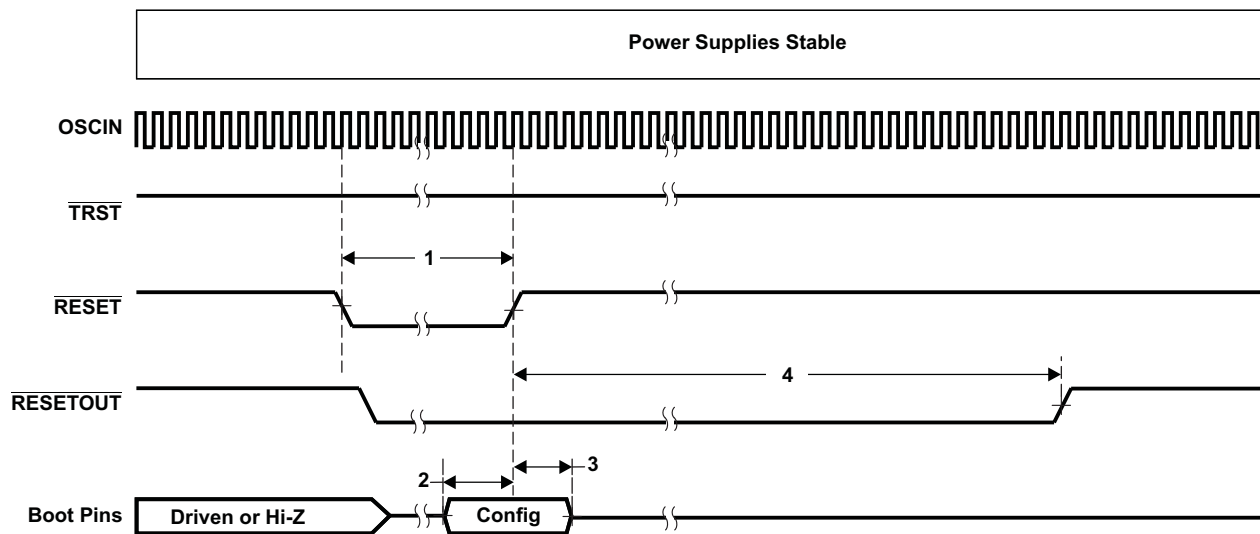 Power Supplies Stable
OSCIN
TRST
1
RESET
4
RESETOUT
2
3
Boot Pins
Driven or Hi-Z
Config